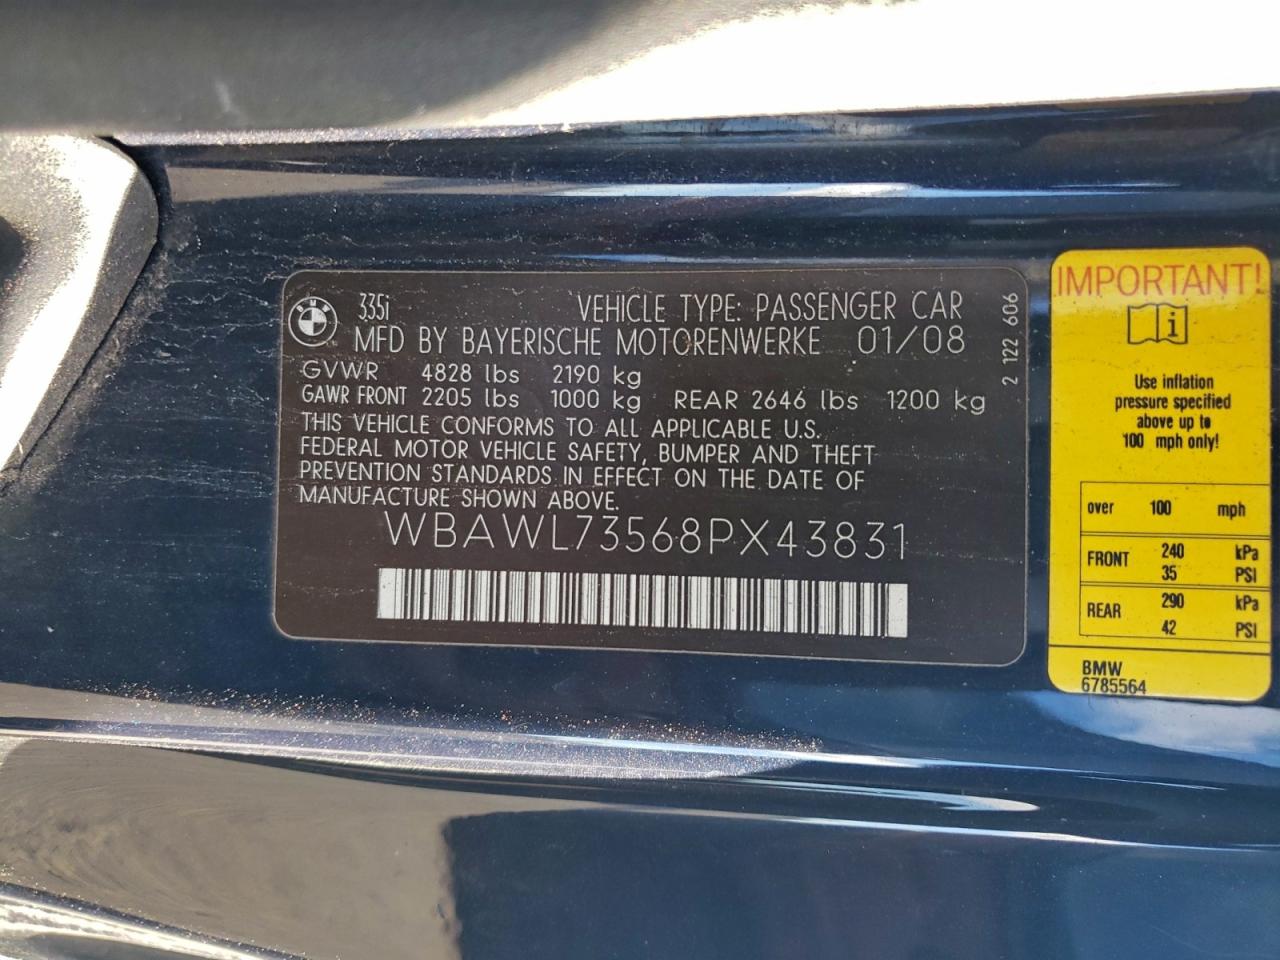 335i VEHICLE TYPE: PASSENGER CAR
MFD BY BAYERISCHE MOTORENWERKE 01/08
GVWR 4828 lbs 2190 kg
GAWR FRONT 2205 lbs 1000 kg REAR 2646 lbs 1200 kg
THIS VEHICLE CONFORMS TO ALL APPLICABLE U.S.
FEDERAL MOTOR VEHICLE SAFETY, BUMPER AND THEFT
PREVENTION STANDARDS IN EFFECT ON THE DATE OF
MANUFACTURE SHOWN ABOVE.
WBAWL73568PX43831
2 122 606
IMPORTANT!
Use inflation
pressure specified
above up to
100 mph only!
over 100 mph
FRONT 240 kPa
35 PSI
REAR 290 kPa
42 PSI
BMW
6785564